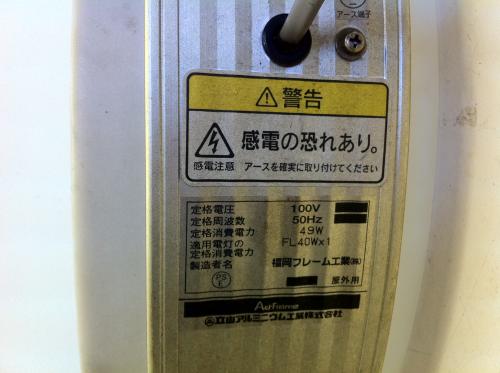 アース端子
警告
感電の恐れあり。
感電注意 アースを確実に取り付けてください
定格電圧 100V
定格周波数 50Hz
定格消費電力 49W
適用電灯の FL40W×1
定格消費電力
製造者名 福岡フレーム工業(株)
PS E 屋外用
立山アルミニウム工業株式会社